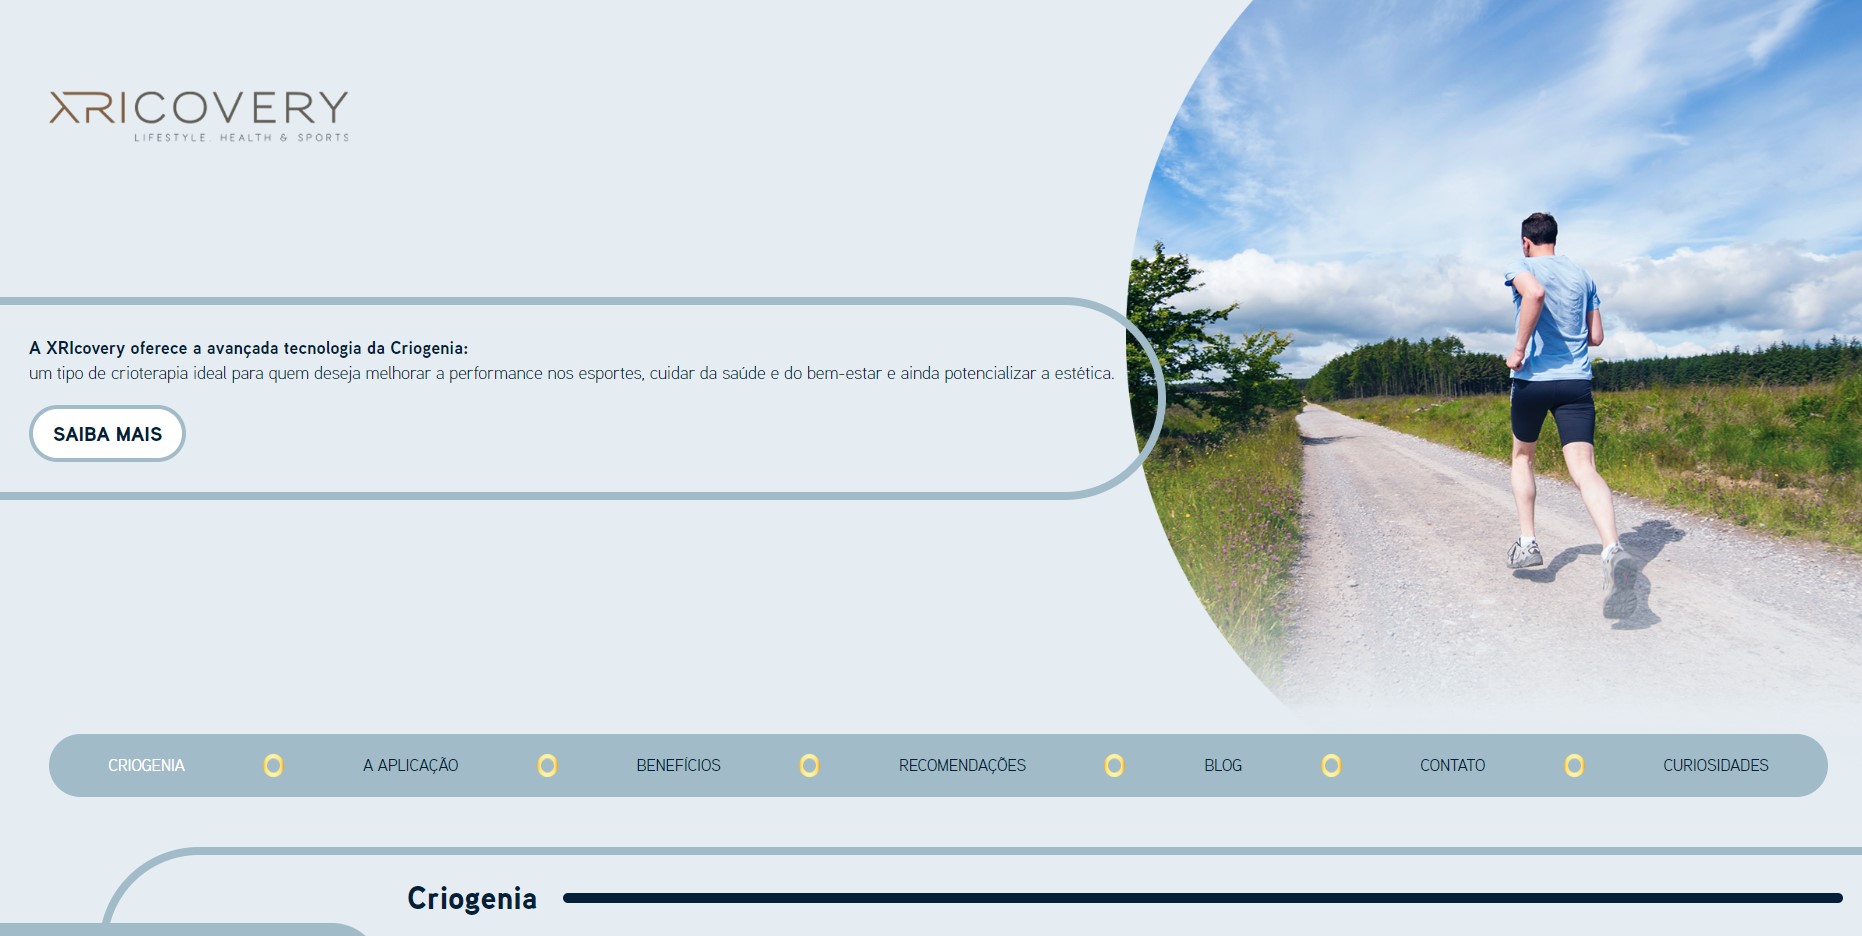 XRICOVERY
LIFESTYLE. HEALTH & SPORTS
A XRIcovery oferece a avançada tecnologia da Criogenia:
um tipo de crioterapia ideal para quem deseja melhorar a performance nos esportes, cuidar da saúde e do bem-estar e ainda potencializar a estética.
SAIBA MAIS
CRIOGENIA A APLICAÇÃO BENEFÍCIOS RECOMENDAÇÕES BLOG CONTATO CURIOSIDADES
Criogenia